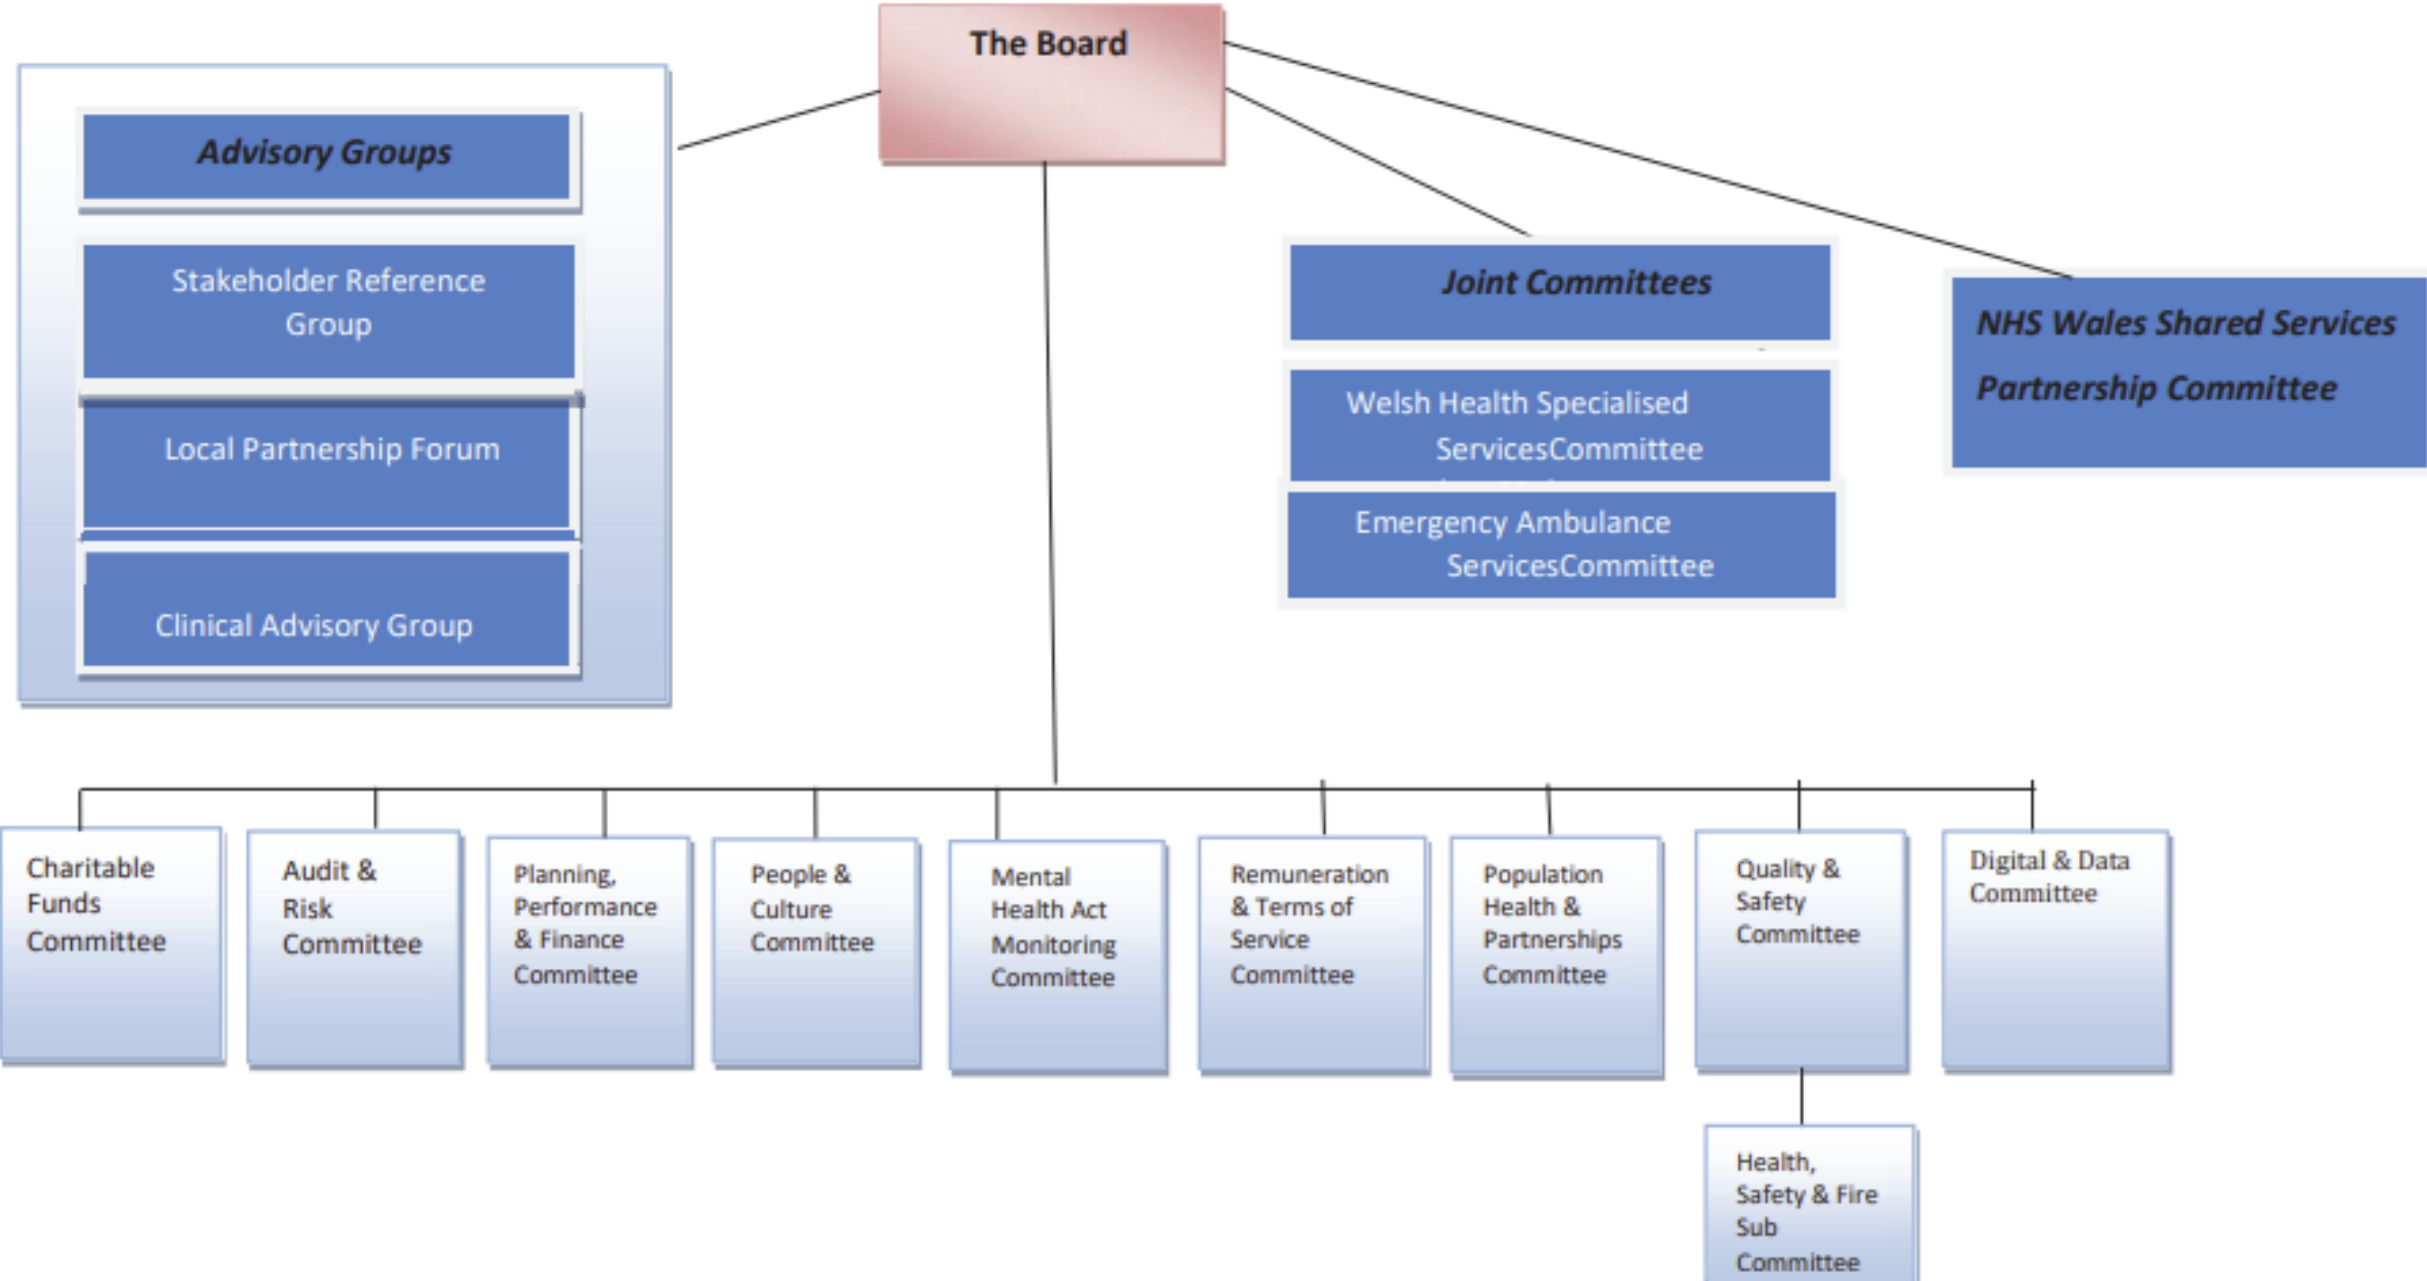 The Board
Advisory Groups
Stakeholder Reference
Group
Local Partnership Forum
Clinical Advisory Group
Joint Committees
Welsh Health Specialised
ServicesCommittee
Emergency Ambulance
ServicesCommittee
NHS Wales Shared Services
Partnership Committee
Charitable
Funds
Committee
Audit &
Risk
Committee
Planning,
Performance
& Finance
Committee
People &
Culture
Committee
Mental
Health Act
Monitoring
Committee
Remuneration
& Terms of
Service
Committee
Population
Health &
Partnerships
Committee
Quality &
Safety
Committee
Digital & Data
Committee
Health,
Safety & Fire
Sub
Committee